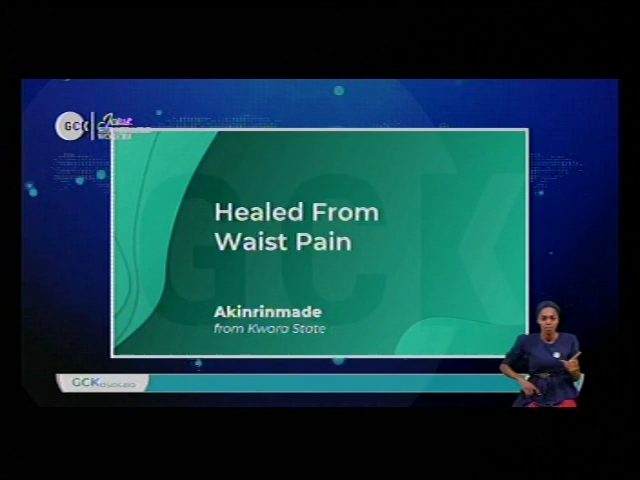 GCK
Healed From
Waist Pain
Akinrinmade
from Kwara State
GCK